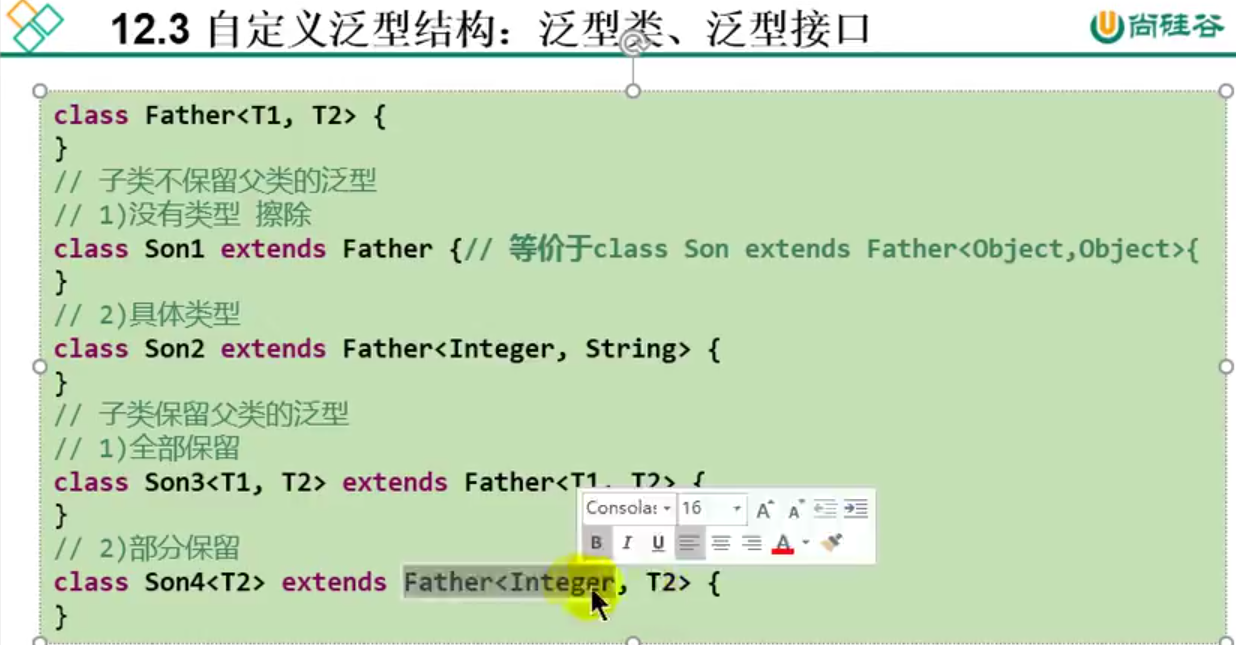 12.3 自定义泛型结构：泛型类、泛型接口
尚硅谷
class Father<T1, T2> {
}
// 子类不保留父类的泛型
// 1)没有类型 擦除
class Son1 extends Father {// 等价于class Son extends Father<Object,Object>{
}
// 2)具体类型
class Son2 extends Father<Integer, String> {
}
// 子类保留父类的泛型
// 1)全部保留
class Son3<T1, T2> extends Father<T1, T2> {
}
// 2)部分保留
class Son4<T2> extends Father<Integer, T2> {
}
Consolas 16
B I U